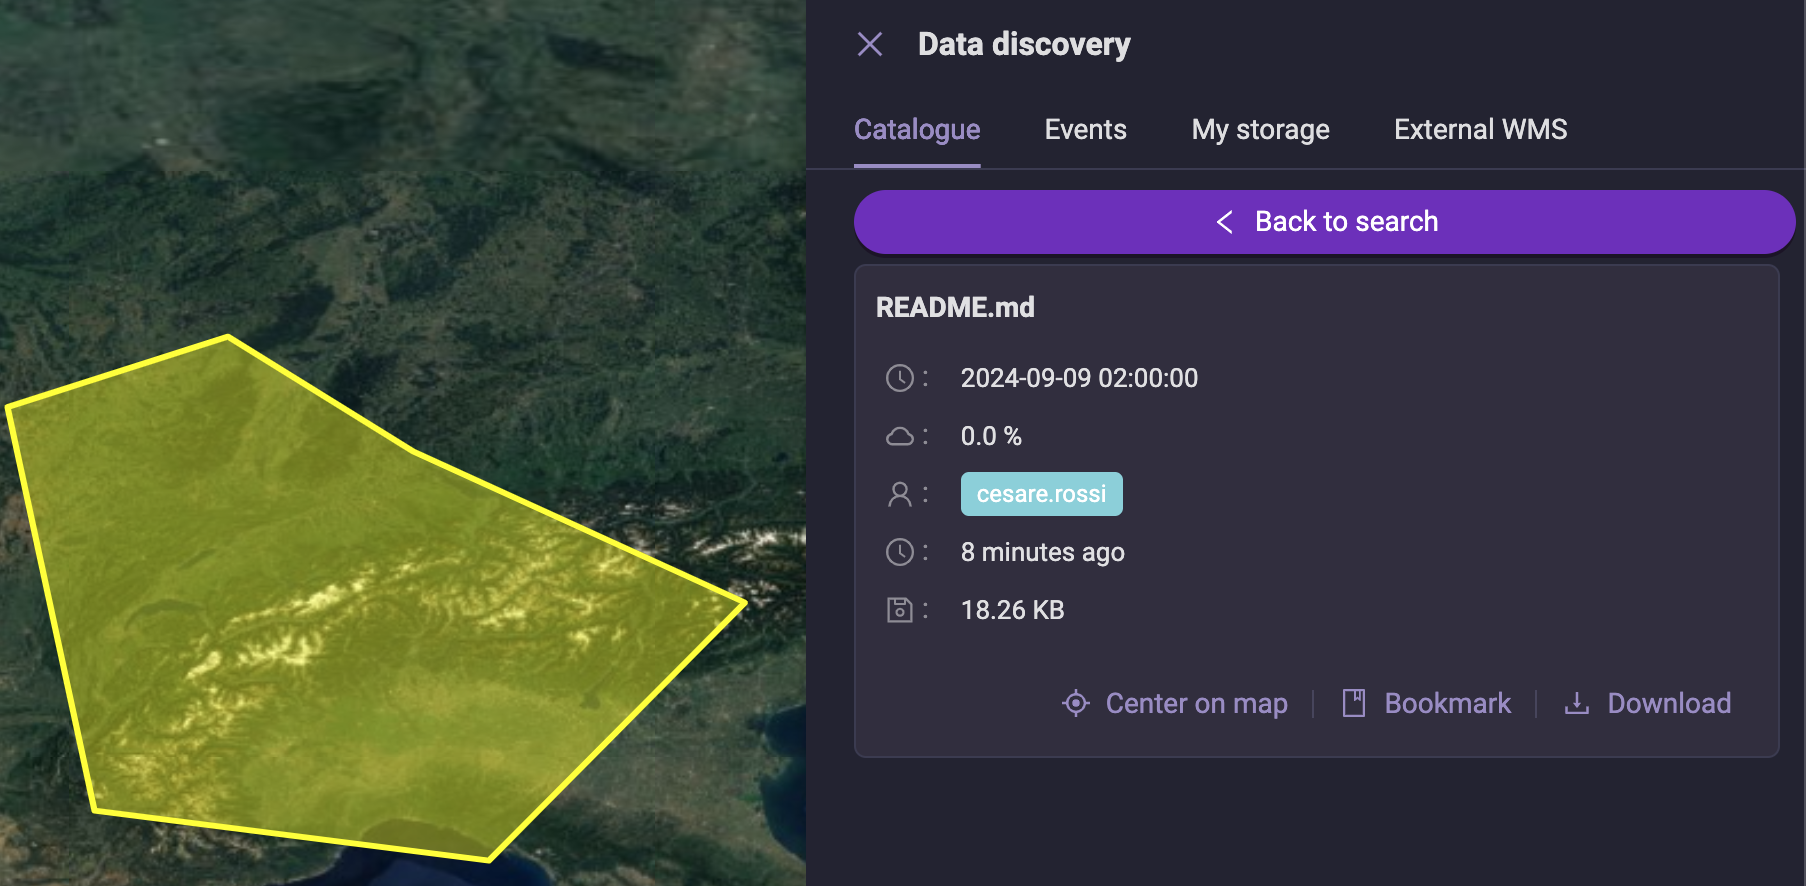 Data discovery
Catalogue Events My storage External WMS
Back to search
README.md
: 2024-09-09 02:00:00
: 0.0 %
: cesare.rossi
: 8 minutes ago
: 18.26 KB
Center on map Bookmark Download